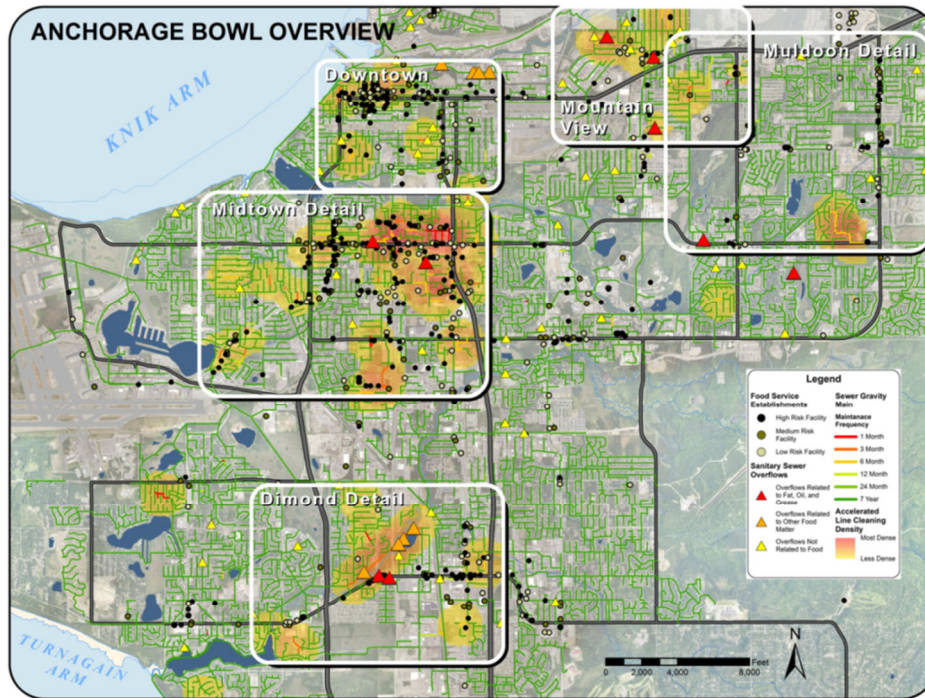 ANCHORAGE BOWL OVERVIEW
KNIK ARM
Downtown
Mountain
View
Muldoon Detail
Midtown Detail
Dimond Detail
TURNAGAIN
ARM
Legend
Food Service
Establishments
High Risk Facility
Medium Risk
Facility
Low Risk Facility
Sanitary Sewer
Overflows
Overflows Related
to Fat, Oil, and
Grease
Overflows Related
to Other Food
Matter
Overflows Not
Related to Food
Sewer Gravity
Main
Maintanace
Frequency
1 Month
3 Month
6 Month
12 Month
24 Month
7 Year
Accelerated
Line Cleaning
Density
Most Dense
Less Dense
N
Feet
0 2,000 4,000 8,000